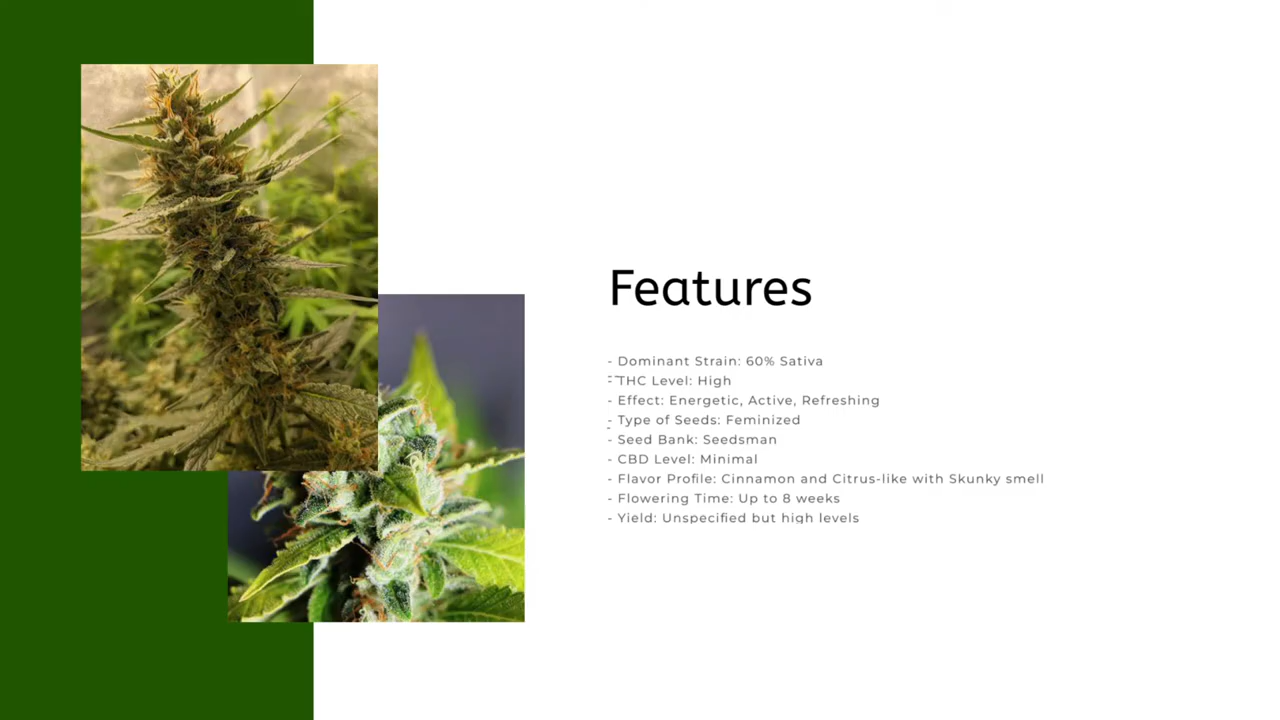 Features
- Dominant Strain: 60% Sativa
- THC Level: High
- Effect: Energetic, Active, Refreshing
- Type of Seeds: Feminized
- Seed Bank: Seedsman
- CBD Level: Minimal
- Flavor Profile: Cinnamon and Citrus-like with Skunky smell
- Flowering Time: Up to 8 weeks
- Yield: Unspecified but high levels